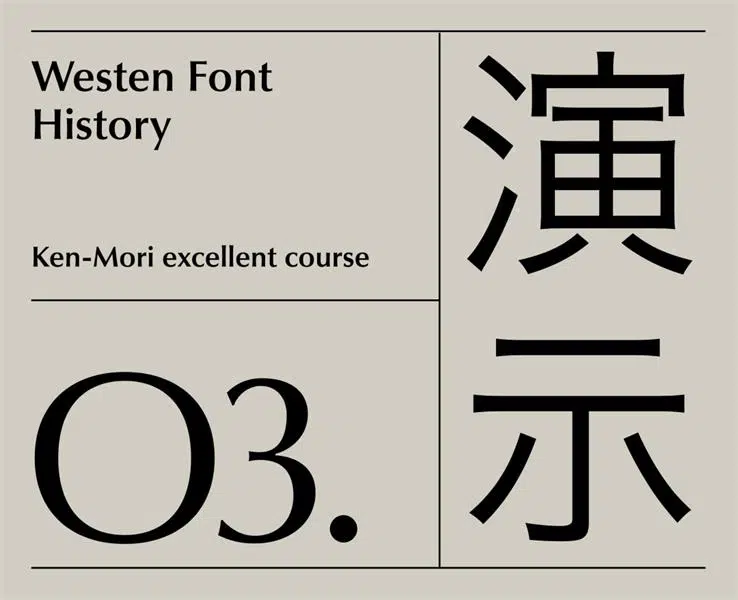 Westen Font
History
Ken-Mori excellent course
O3.
演
示